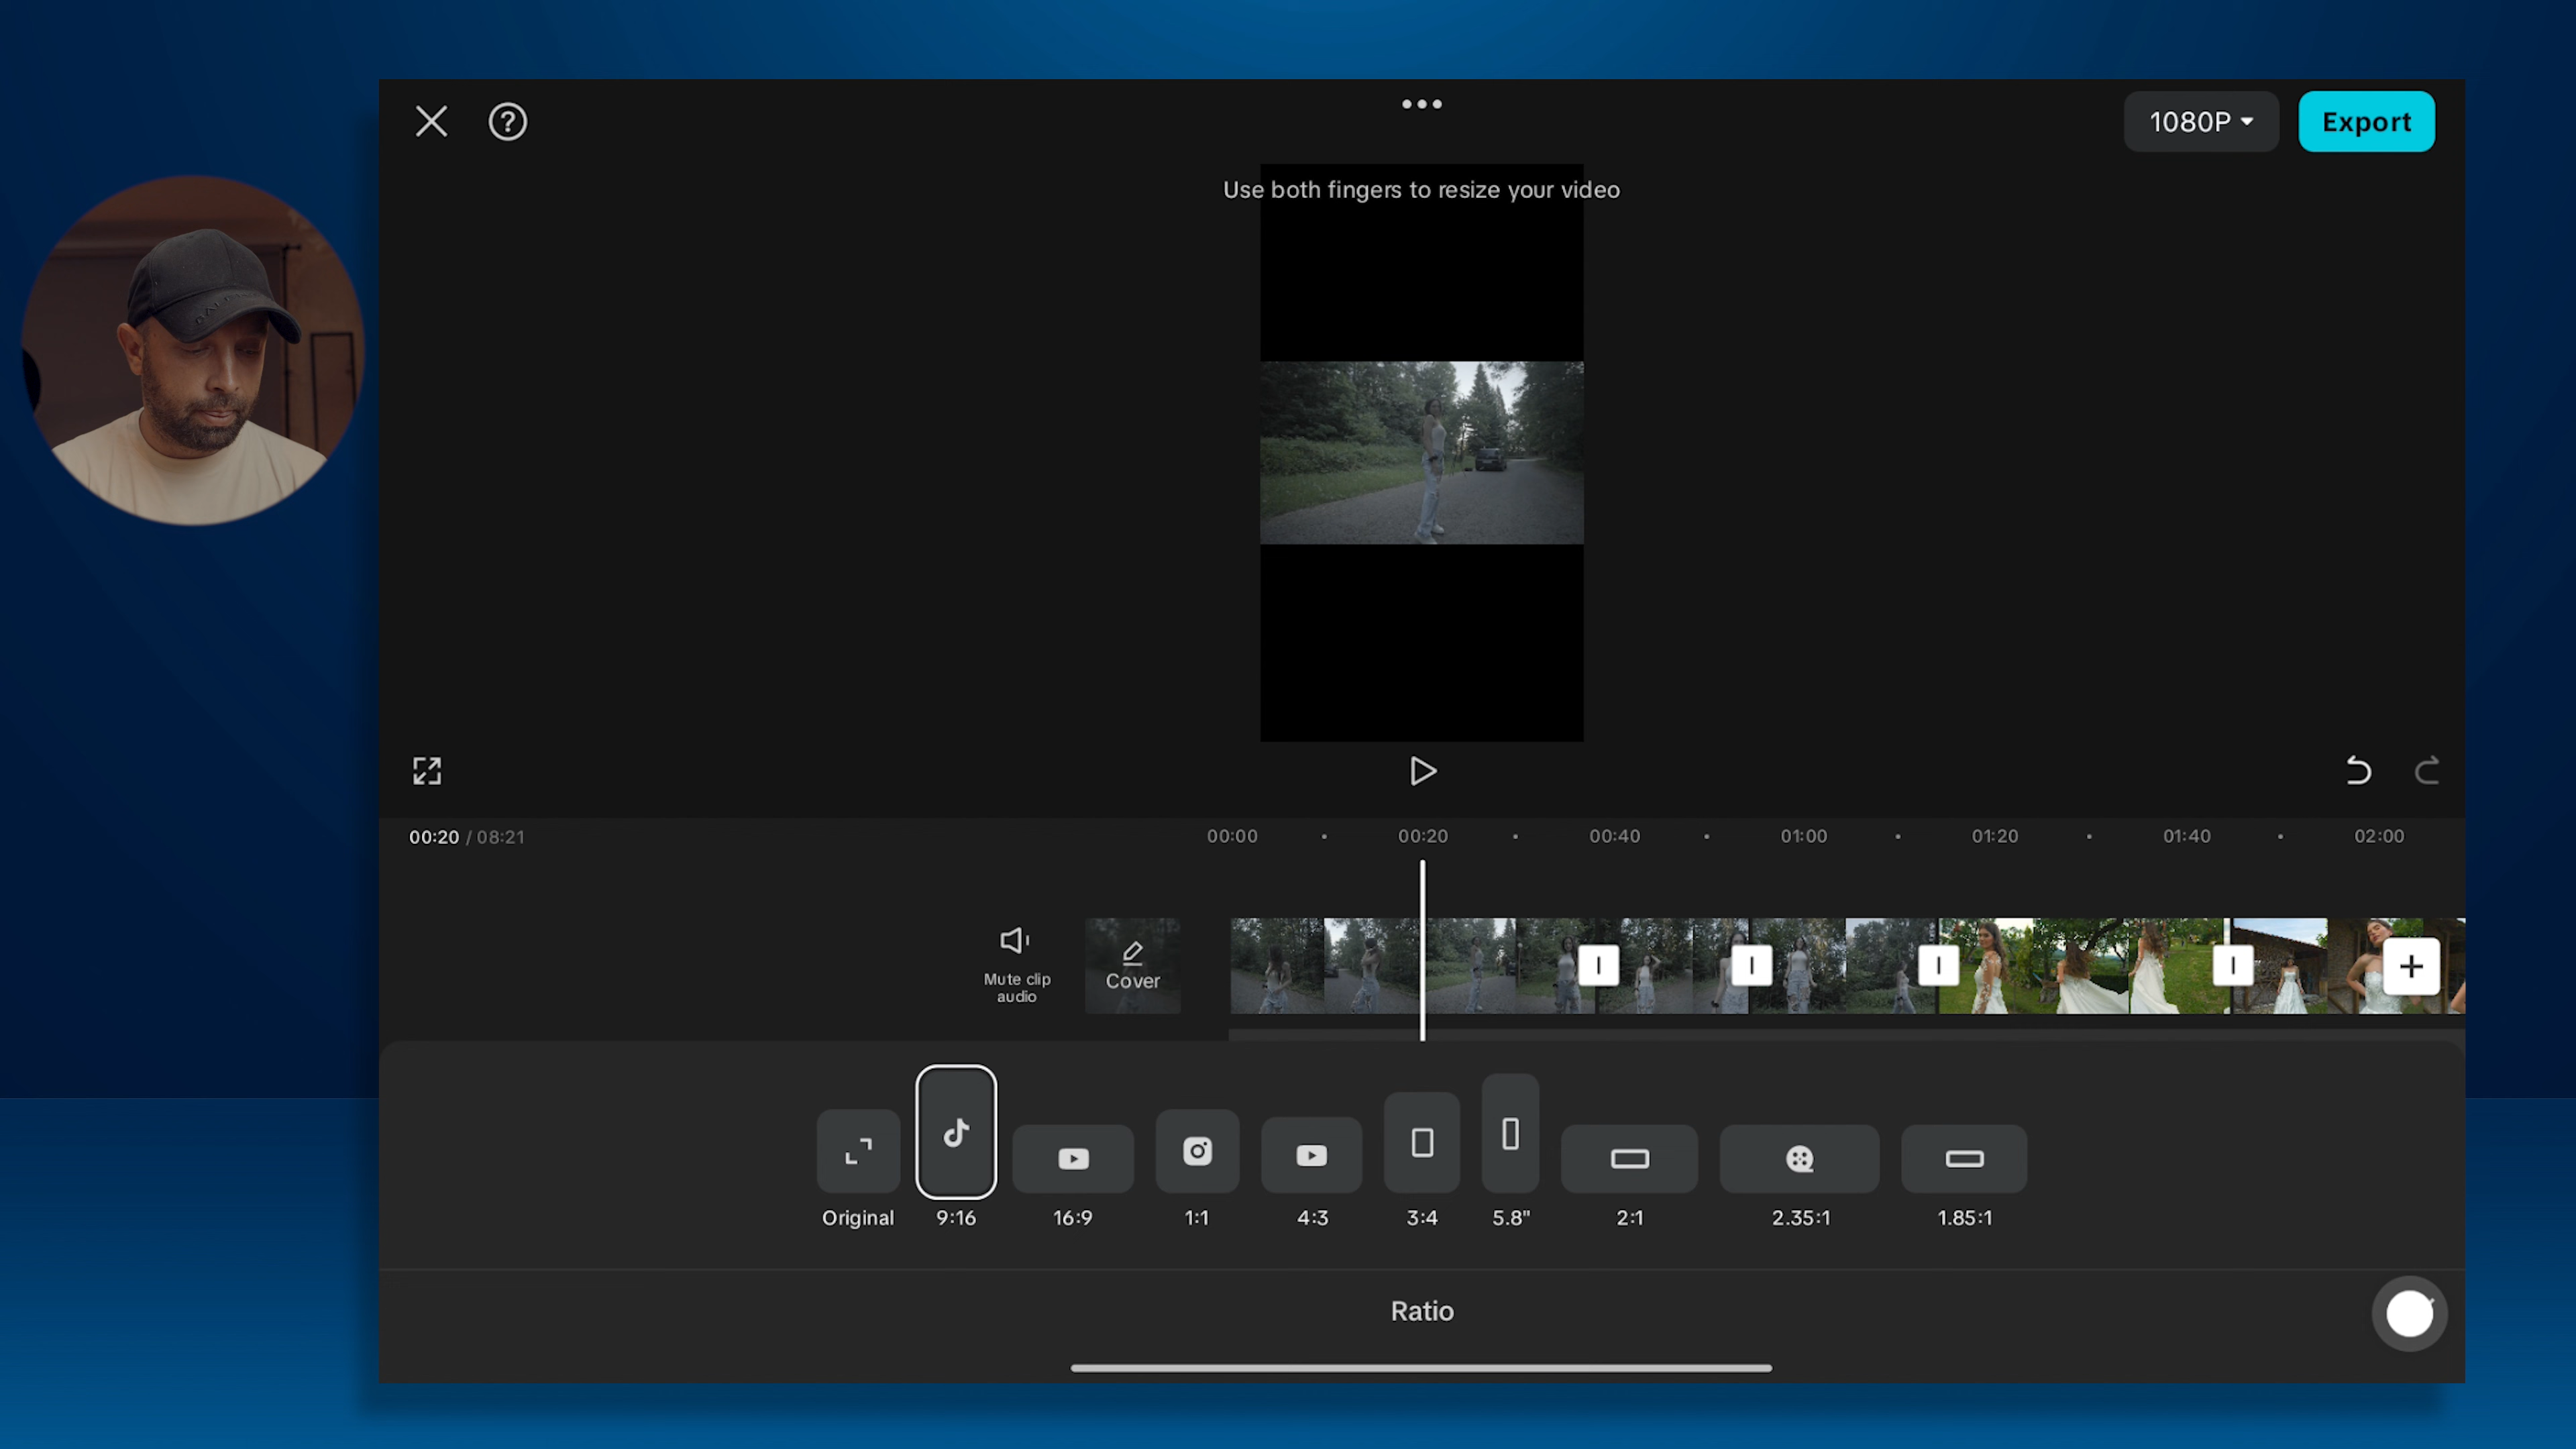 1080P
Export
Use both fingers to resize your video
00:20 / 08:21
00:00
00:20
00:40
01:00
01:20
01:40
02:00
Mute clip
audio
Cover
Original
9:16
16:9
1:1
4:3
3:4
5.8"
2:1
2.35:1
1.85:1
Ratio